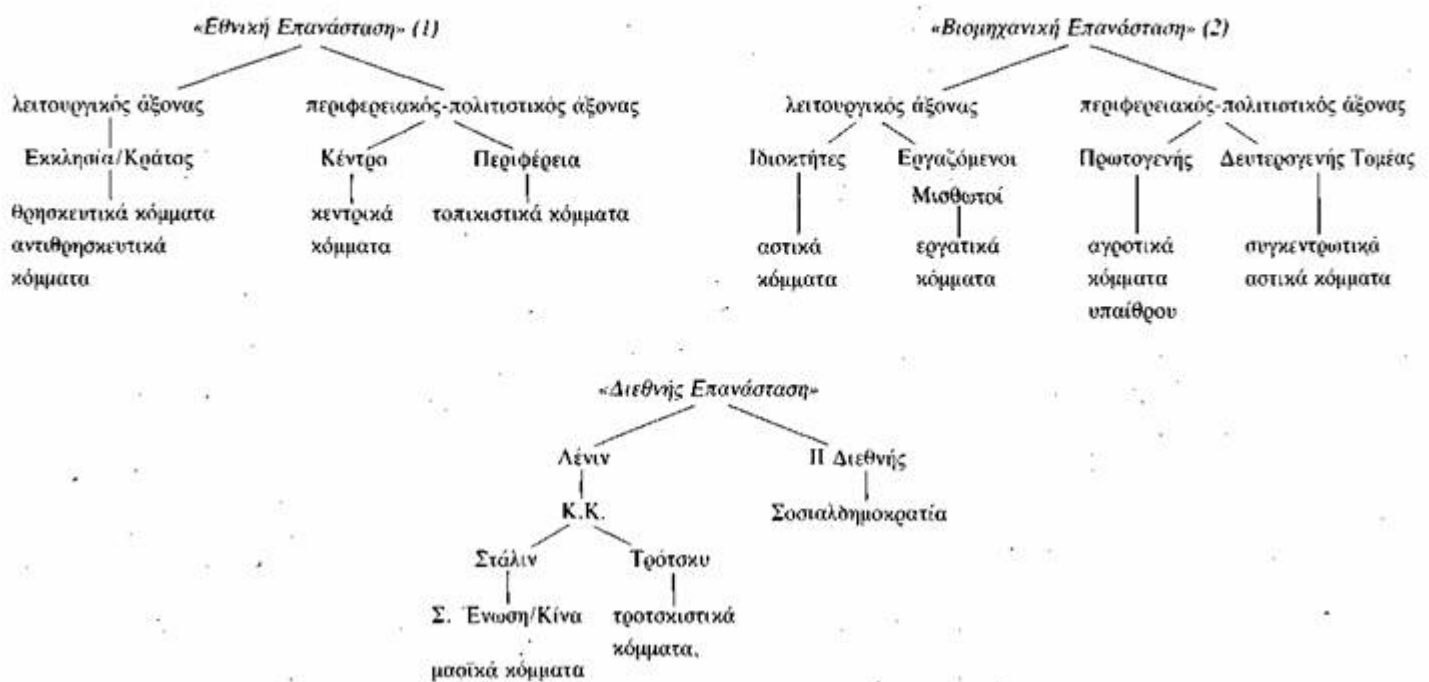 «Εθνική Επανάσταση» (1)
λειτουργικός άξονας
περιφερειακός-πολιτιστικός άξονας
Εκκλησία/Κράτος
Κέντρο
Περιφέρεια
θρησκευτικά κόμματα
αντιθρησκευτικά
κόμματα
κεντρικά
κόμματα
τοπικιστικά κόμματα
«Βιομηχανική Επανάσταση» (2)
λειτουργικός άξονας
περιφερειακός-πολιτιστικός άξονας
Ιδιοκτήτες
Εργαζόμενοι
Μισθωτοί
Πρωτογενής
Δευτερογενής Τομέας
αστικά
κόμματα
εργατικά
κόμματα
αγροτικά
κόμματα
υπαίθρου
συγκεντρωτικά
αστικά κόμματα
«Διεθνής Επανάσταση»
Λένιν
ΙΙ Διεθνής
Κ.Κ.
Σοσιαλδημοκρατία
Στάλιν
Τρότσκυ
Σ. Ένωση/Κίνα
μαοϊκά κόμματα
τροτσκιστικά
κόμματα.